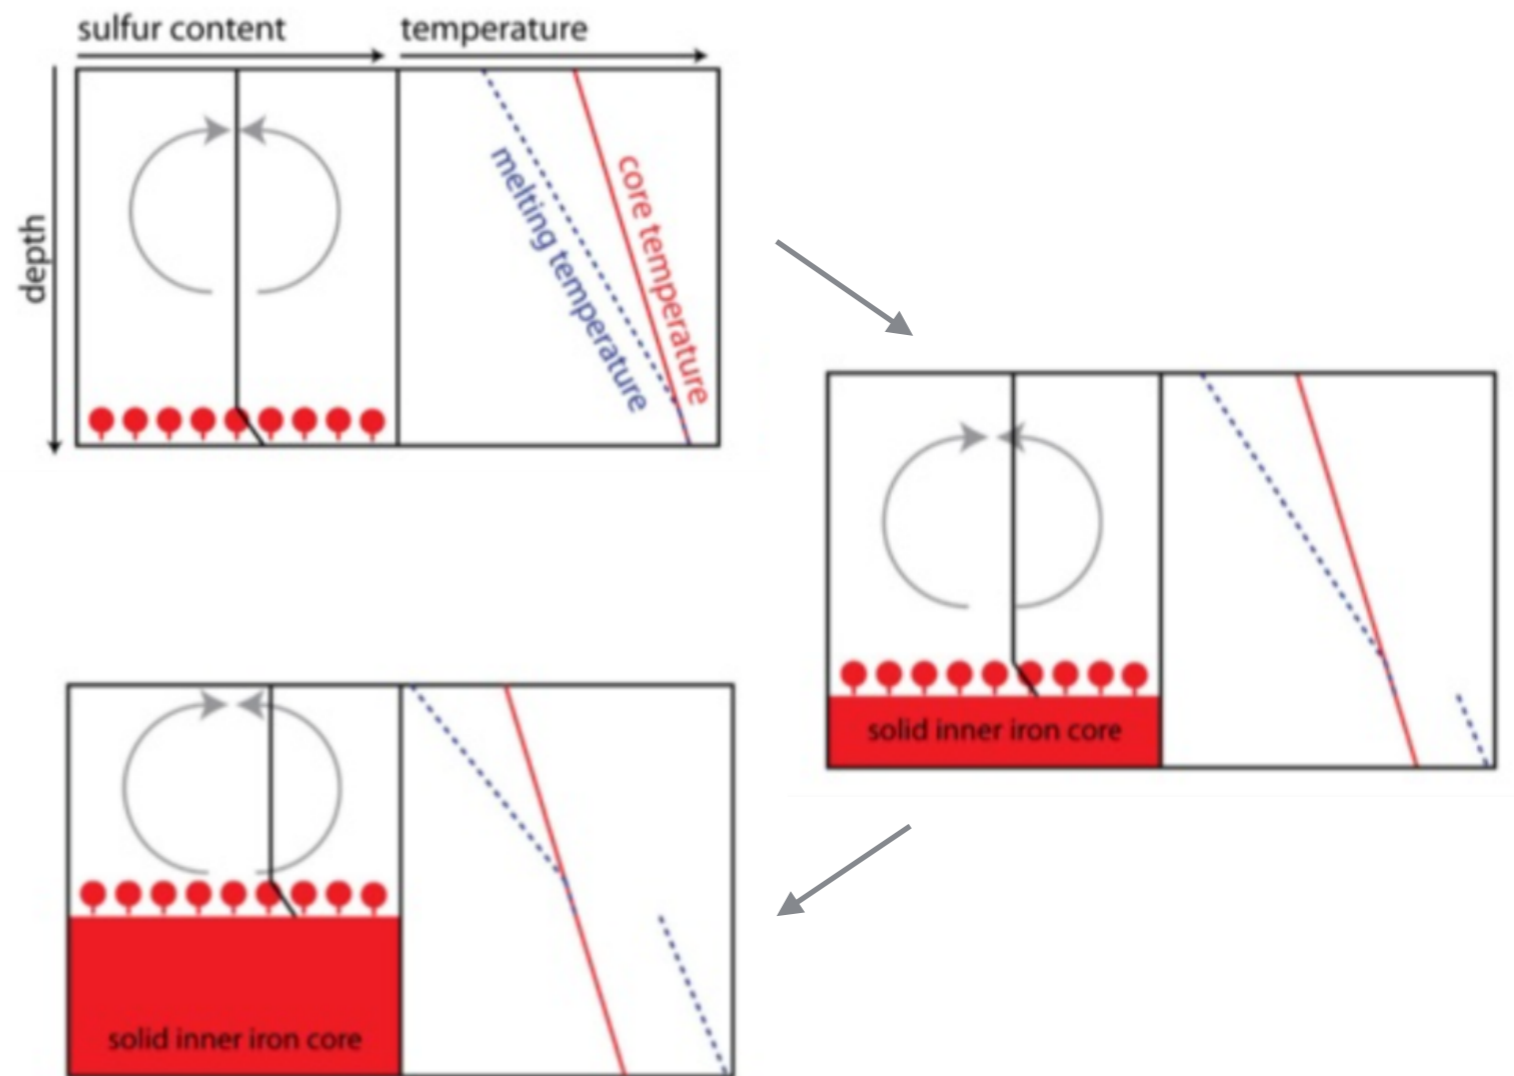 sulfur content
temperature
depth
melting temperature
core temperature
solid inner iron core
solid inner iron core